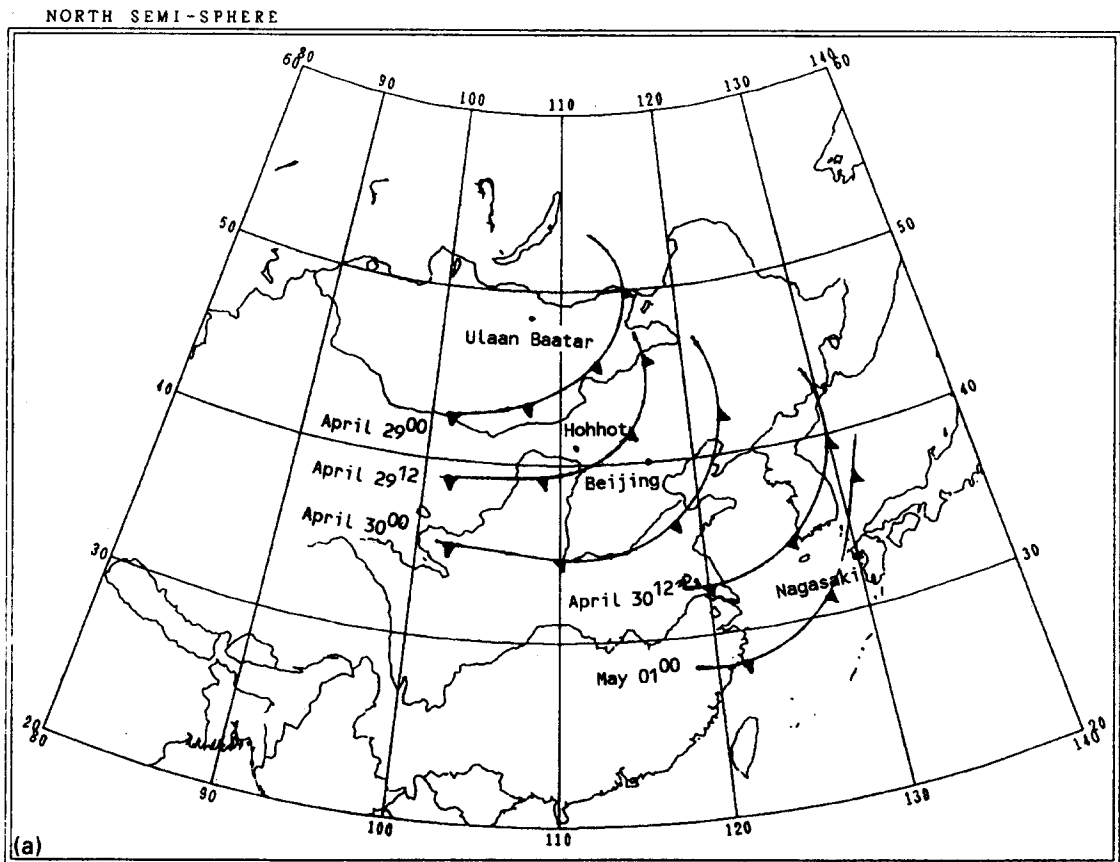 NORTH SEMI-SPHERE
60 80 90 100 110 120 130 140 60
50 50
Ulaan Baatar
40 April 29⁰⁰ 40
Hohhot
April 29¹² Beijing
April 30⁰⁰
30 30
April 30¹² Nagasaki
May 01⁰⁰
20 20
80 90 100 110 120 130 140
(a)